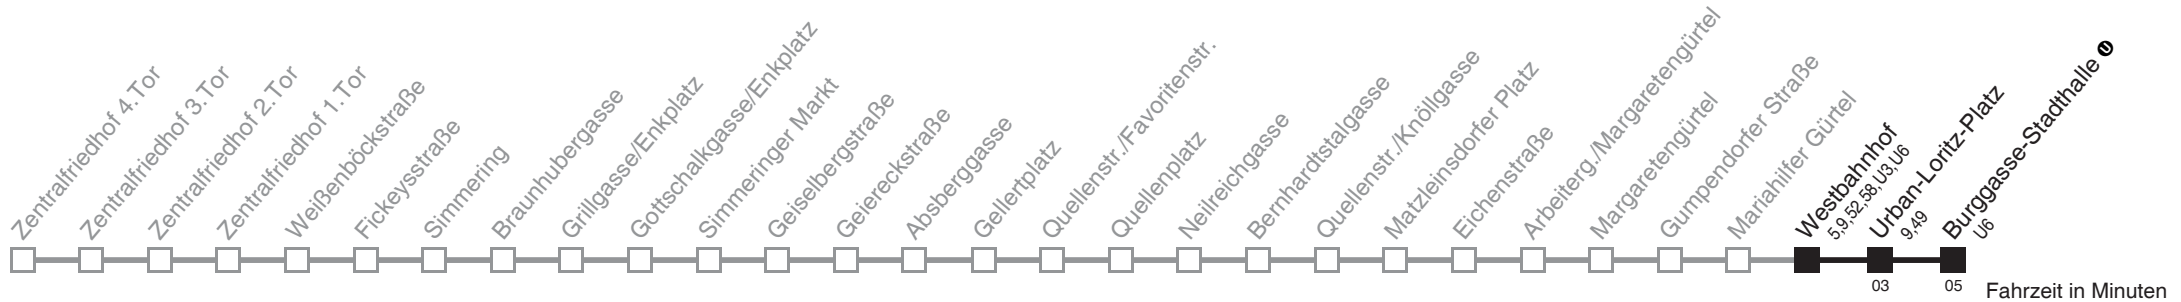 Zentralfriedhof 4.Tor
Zentralfriedhof 3.Tor
Zentralfriedhof 2.Tor
Zentralfriedhof 1.Tor
Weißenböckstraße
Fickeysstraße
Simmering
Braunhubergasse
Grillgasse/Enkplatz
Gottschalkgasse/Enkplatz
Simmeringer Markt
Geiselbergstraße
Geiereckstraße
Absberggasse
Gellertplatz
Quellenstr./Favoritenstr.
Quellenplatz
Neilreichgasse
Bernhardtstalgasse
Quellenstr./Knöllgasse
Matzleinsdorfer Platz
Eichenstraße
Arbeiterg./Margaretengürtel
Margaretengürtel
Gumpendorfer Straße
Mariahilfer Gürtel
Westbahnhof
5,9,52,58,U3,U6
Urban-Loritz-Platz
9,49
Burggasse-Stadthalle U
U6
03
05
Fahrzeit in Minuten